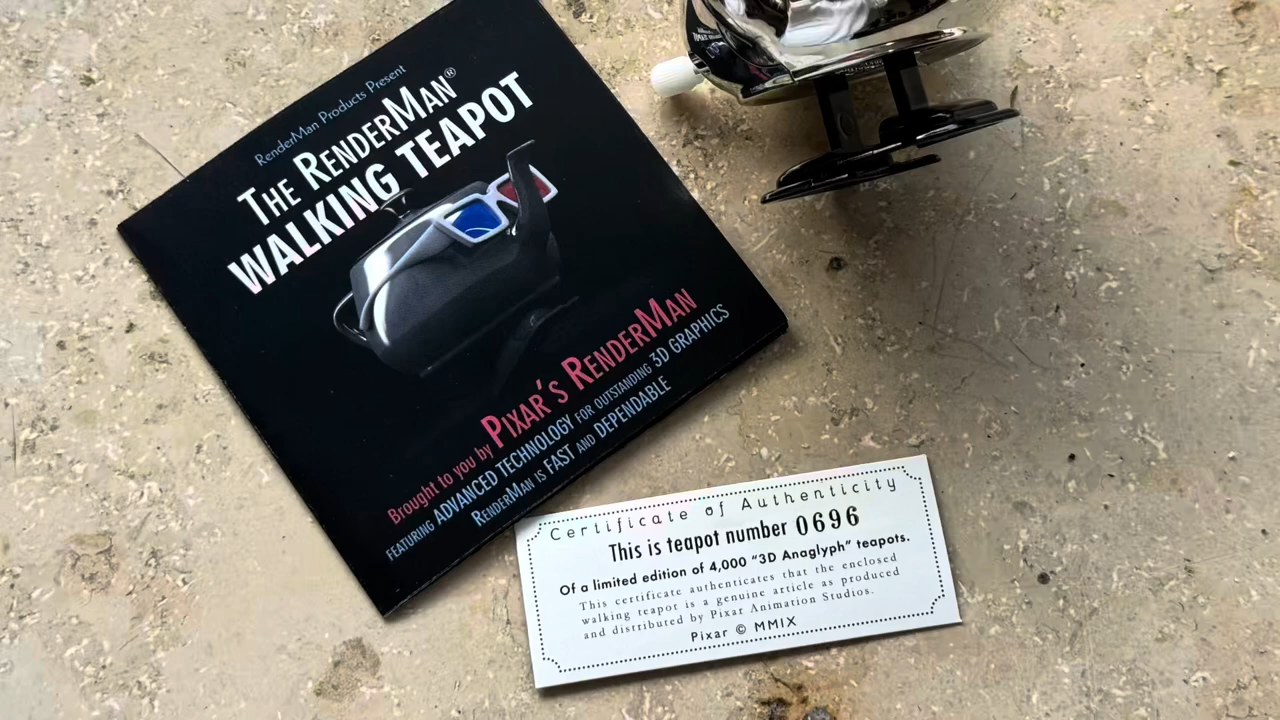 RenderMan Products Present
THE RENDERMAN®
WALKING TEAPOT
Brought to you by PIXAR'S RENDERMAN
FEATURING ADVANCED TECHNOLOGY FOR OUTSTANDING 3D GRAPHICS
RENDERMAN IS FAST AND DEPENDABLE
Certificate of Authenticity
This is teapot number 0696
Of a limited edition of 4,000 "3D Anaglyph" teapots.
This certificate authenticates that the enclosed
walking teapot is a genuine article as produced
and distributed by Pixar Animation Studios.
Pixar © MMIX